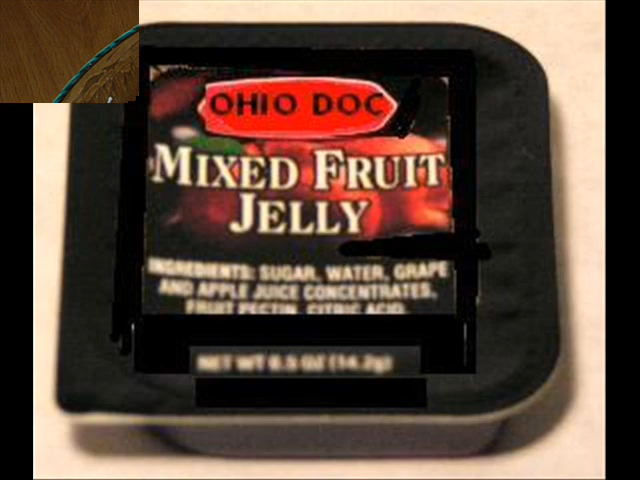 OHIO DOC
MIXED FRUIT
JELLY
INGREDIENTS: SUGAR, WATER, GRAPE
AND APPLE JUICE CONCENTRATES,
FRUIT PECTIN, CITRIC ACID,
NET WT 0.5 OZ (14.2g)